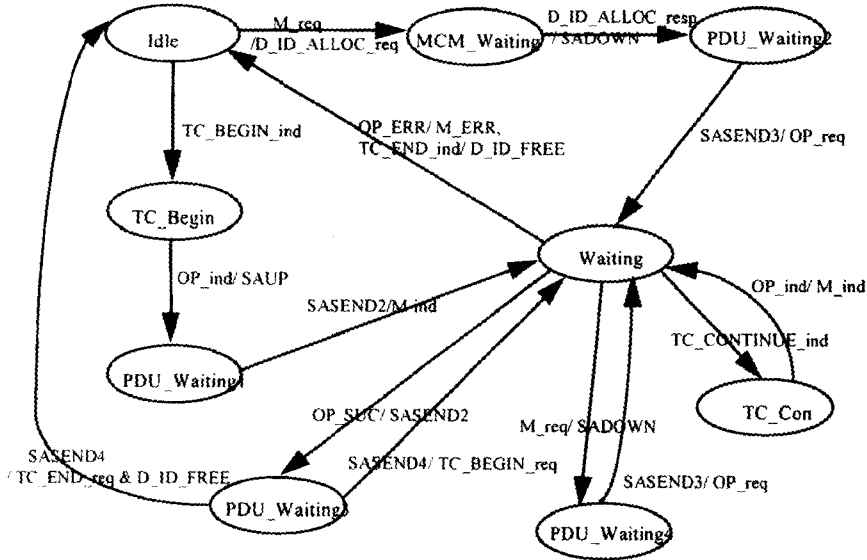 M_req
/D_ID_ALLOC_req
D_ID_ALLOC_resp
/ SADOWN
Idle
MCM_Waiting
PDU_Waiting2
TC_BEGIN_ind
OP_ERR/ M_ERR,
TC_END_ind/ D_ID_FREE
SASEND3/ OP_req
TC_Begin
Waiting
OP_ind/ SAUP
SASEND2/M ind
OP_ind/ M_ind
TC_CONTINUE_ind
PDU_Waiting1
TC_Con
OP_SUC/ SASEND2
M_req/ SADOWN
SASEND4
/ TC_END_req & D_ID_FREE
SASEND4/ TC_BEGIN_req
SASEND3/ OP_req
PDU_Waiting3
PDU_Waiting4